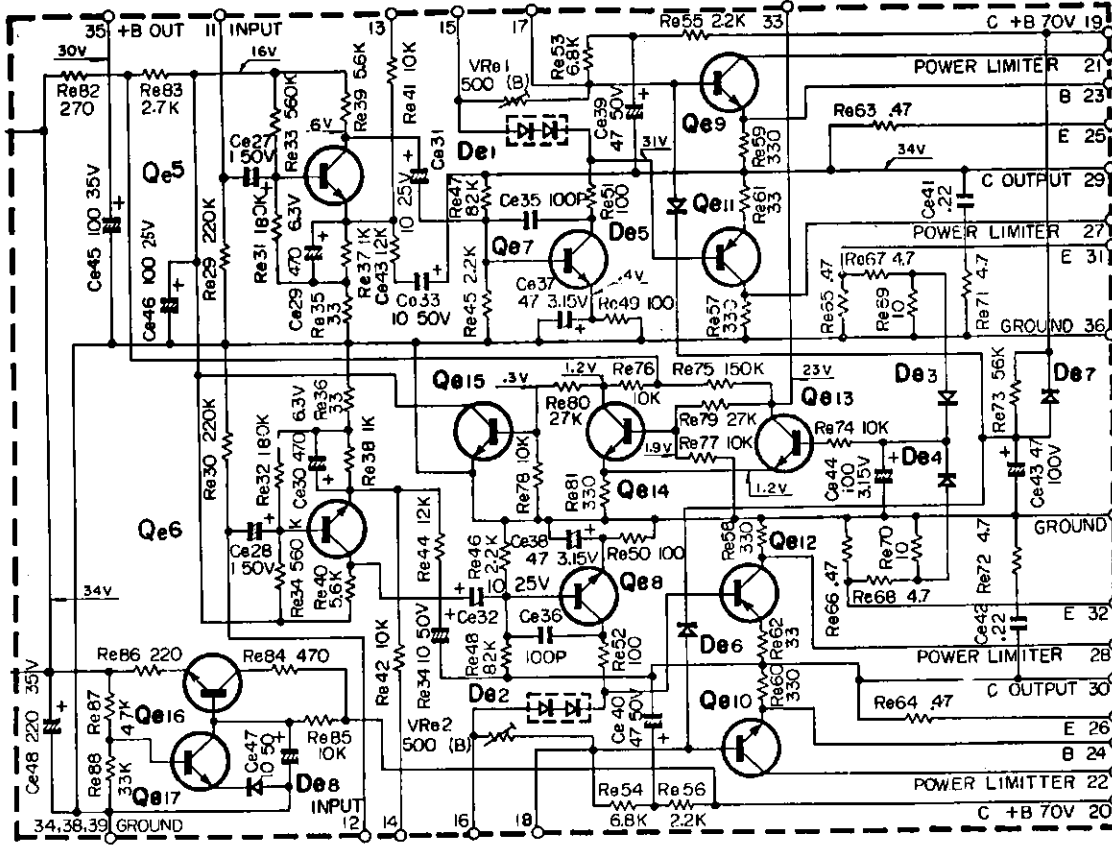 35 +B OUT 11 INPUT 13 15 17 33
Re55 2.2K
C +B 70V 19
30V
16V
Re82
270
Re83
2.7K
Ce27
1 50V
Re33 560K
Re39 5.6K
Re41 10K
VRe1
500 (B)
Re53
6.8K
Ce39
47 50V
POWER LIMITER 21
B 23
Re63 .47
E 25
.6V
Ce31
10 25V
De1
31V
Qe9
Re59
330
34V
C OUTPUT 29
Qe5
Re47
82K
Ce35 100P
Re51
100
De5
Qe11
Re61
33
Ce41
.22
POWER LIMITER 27
E 31
Ce45 100 35V
Ce46 100 25V
Re29 220K
Re31 180K
Ce29
470 6.3V
Re35
33
Re37 1K
Ce43 12K
Ce33
10 50V
Qe7
Re45 2.2K
Ce37
47 3.15V
.4V
Re49 100
Re57
330
Re67 4.7
Re65 .47
Re69
10
Re71 4.7
GROUND 36
Qe15
.3V
1.2V
Re76
10K
Re75 150K
23V
De3
Re73 56K
De7
Re80
27K
Re79
27K
Qe13
Re30 220K
Re32 180K
Ce30 470 6.3V
Re36
33
Re38 1K
1.9V
Re77 10K
Re74 10K
De4
Re78 10K
Re81
330
Qe14
1.2V
Ce44
100
3.15V
Ce43 47
100V
Qe6
Ce28
1 50V
Re34 560K
Re40
5.6K
Re44 12K
Re46
2.2K
Ce38
47 3.15V
Re50 100
Re58
330
Qe12
GROUND
Re70
10
Re72 4.7
34V
Ce32
10 25V
Qe8
Re66 .47
Re68 4.7
E 32
Re42 10K
Re34 10 50V
Re48
82K
Ce36
100P
Re52
100
De6
Re62
33
Ce42
.22
POWER LIMITER 28
35V
Re86 220
Re84 470
De2
Re60
330
C OUTPUT 30
Re87
4.7K
Qe16
Qe10
Re64 .47
E 26
Ce48 220
Re88
33K
Ce47
10 50
Re85
10K
VRe2
500 (B)
Ce40
47 50V
B 24
Qe17
De8
POWER LIMITTER 22
INPUT
Re54
6.8K
Re56
2.2K
34,38,39 GROUND 12 14 16 18
C +B 70V 20